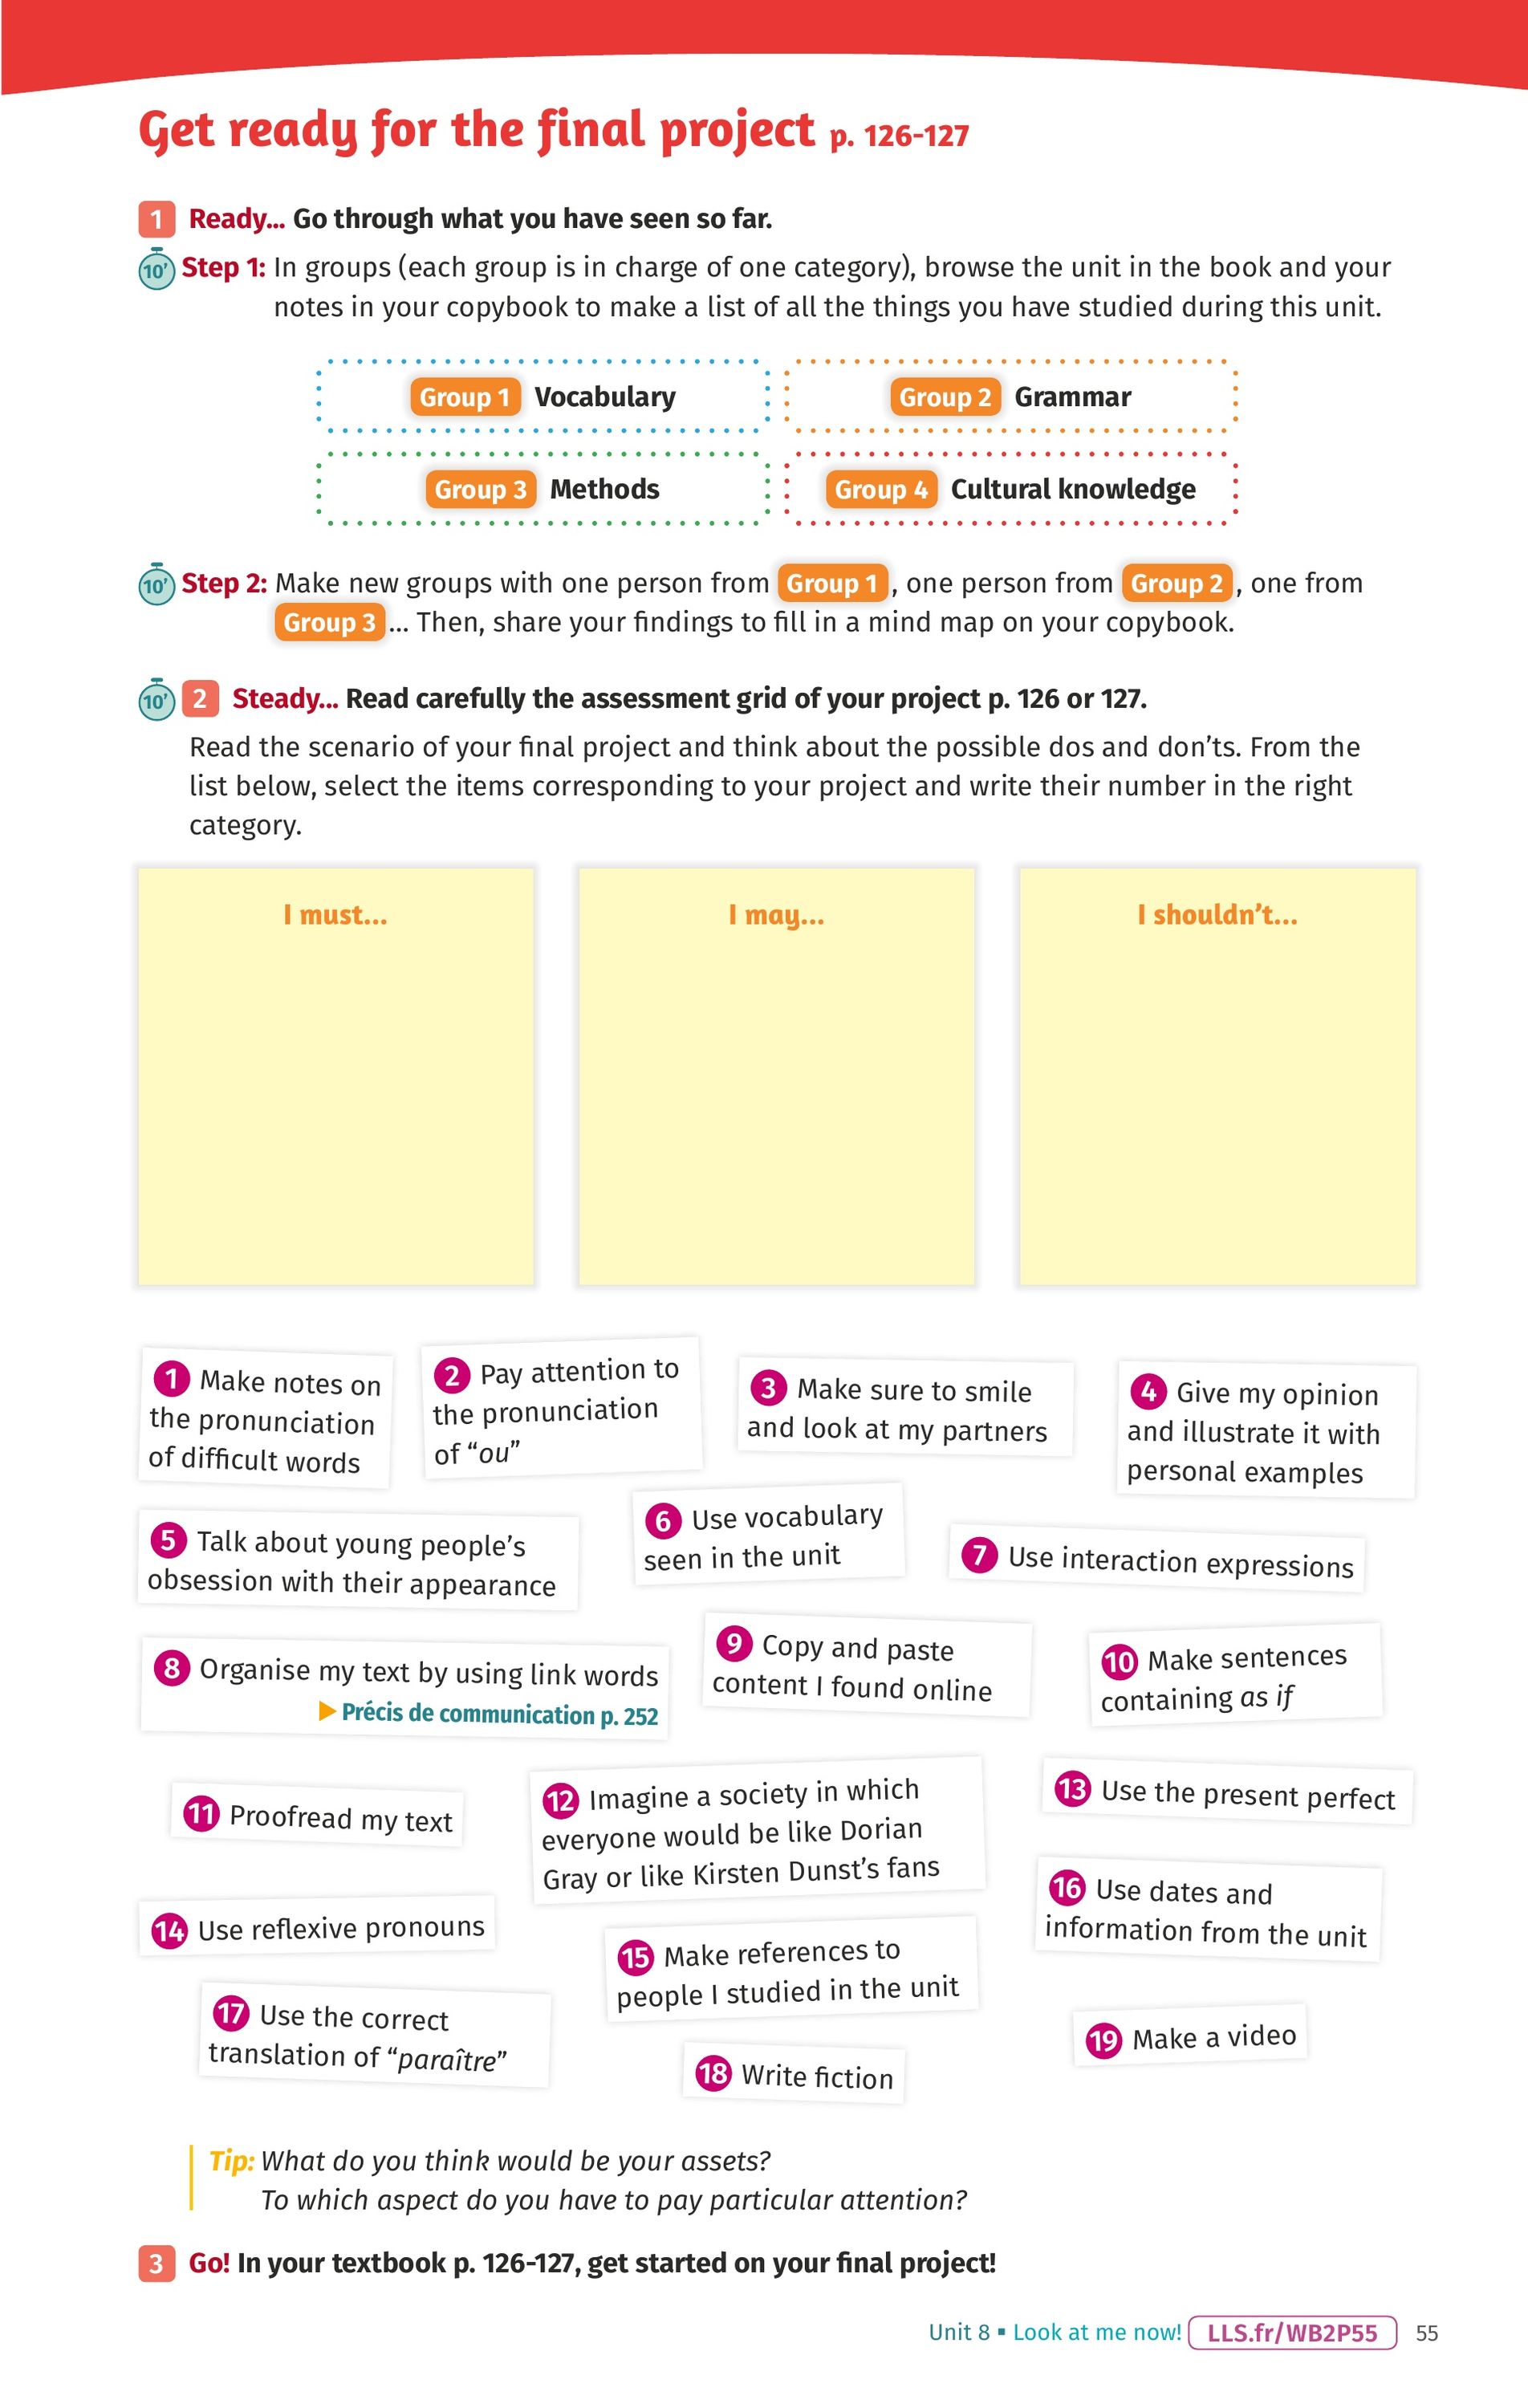 Get ready for the final project p. 126-127
1 Ready... Go through what you have seen so far.
10' Step 1: In groups (each group is in charge of one category), browse the unit in the book and your
notes in your copybook to make a list of all the things you have studied during this unit.
Group 1 Vocabulary
Group 2 Grammar
Group 3 Methods
Group 4 Cultural knowledge
10' Step 2: Make new groups with one person from Group 1, one person from Group 2, one from
Group 3... Then, share your findings to fill in a mind map on your copybook.
10' 2 Steady... Read carefully the assessment grid of your project p. 126 or 127.
Read the scenario of your final project and think about the possible dos and don'ts. From the
list below, select the items corresponding to your project and write their number in the right
category.
I must...
I may...
I shouldn't...
1 Make notes on
the pronunciation
of difficult words
2 Pay attention to
the pronunciation
of "ou"
3 Make sure to smile
and look at my partners
4 Give my opinion
and illustrate it with
personal examples
5 Talk about young people's
obsession with their appearance
6 Use vocabulary
seen in the unit
7 Use interaction expressions
8 Organise my text by using link words
▶ Précis de communication p. 252
9 Copy and paste
content I found online
10 Make sentences
containing as if
11 Proofread my text
12 Imagine a society in which
everyone would be like Dorian
Gray or like Kirsten Dunst's fans
13 Use the present perfect
14 Use reflexive pronouns
15 Make references to
people I studied in the unit
16 Use dates and
information from the unit
17 Use the correct
translation of "paraître"
18 Write fiction
19 Make a video
Tip: What do you think would be your assets?
To which aspect do you have to pay particular attention?
3 Go! In your textbook p. 126-127, get started on your final project!
Unit 8 ▪ Look at me now! LLS.fr/WB2P55 55